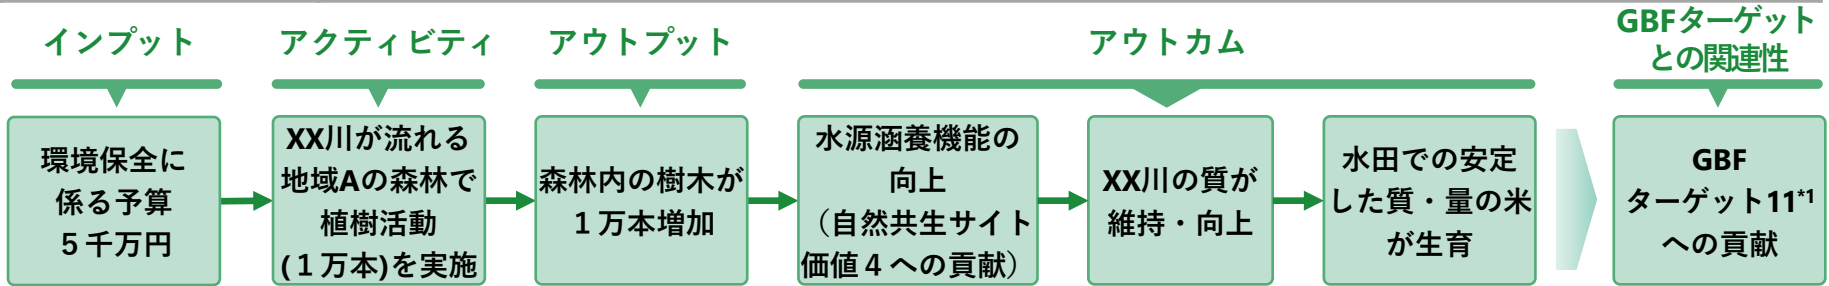 インプット
アクティビティ
アウトプット
アウトカム
GBFターゲット
との関連性
環境保全に
係る予算
５千万円
XX川が流れる
地域Aの森林で
植樹活動
(１万本)を実施
森林内の樹木が
１万本増加
水源涵養機能の
向上
（自然共生サイト
価値４への貢献）
XX川の質が
維持・向上
水田での安定
した質・量の米
が生育
GBF
ターゲット11*1
への貢献